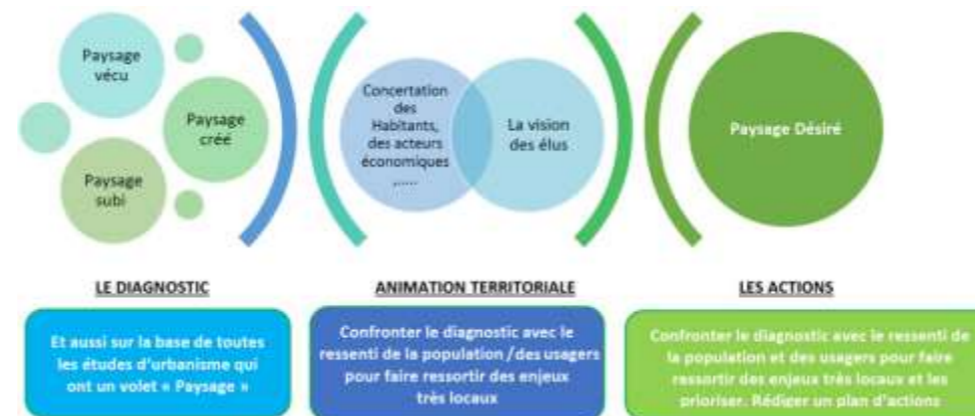 Paysage
vécu
Paysage
créé
Paysage
subi
Concertation
des
Habitants,
des acteurs
économiques
,.....
La vision
des élus
Paysage Désiré
LE DIAGNOSTIC
Et aussi sur la base de toutes
les études d'urbanisme qui
ont un volet « Paysage »
ANIMATION TERRITORIALE
Confronter le diagnostic avec le
ressenti de la population /des usagers
pour faire ressortir des enjeux
très locaux
LES ACTIONS
Confronter le diagnostic avec le ressenti de
la population et des usagers pour faire
ressortir des enjeux très locaux et les
prioriser. Rédiger un plan d'actions